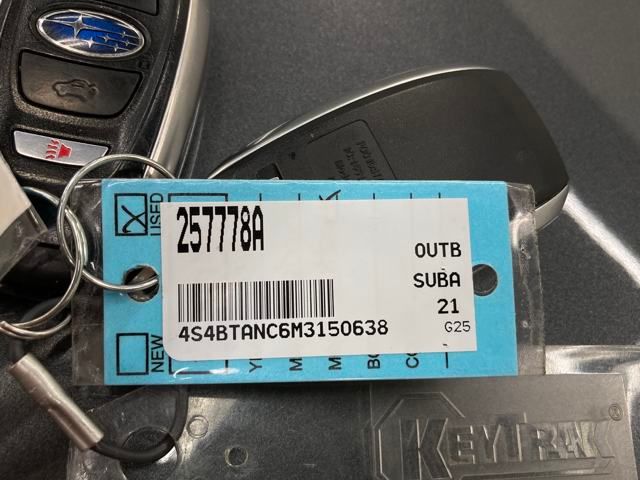 USED
257778A
OUTB
SUBA
21
G25
4S4BTANC6M3150638
NEW
KEYTRAK